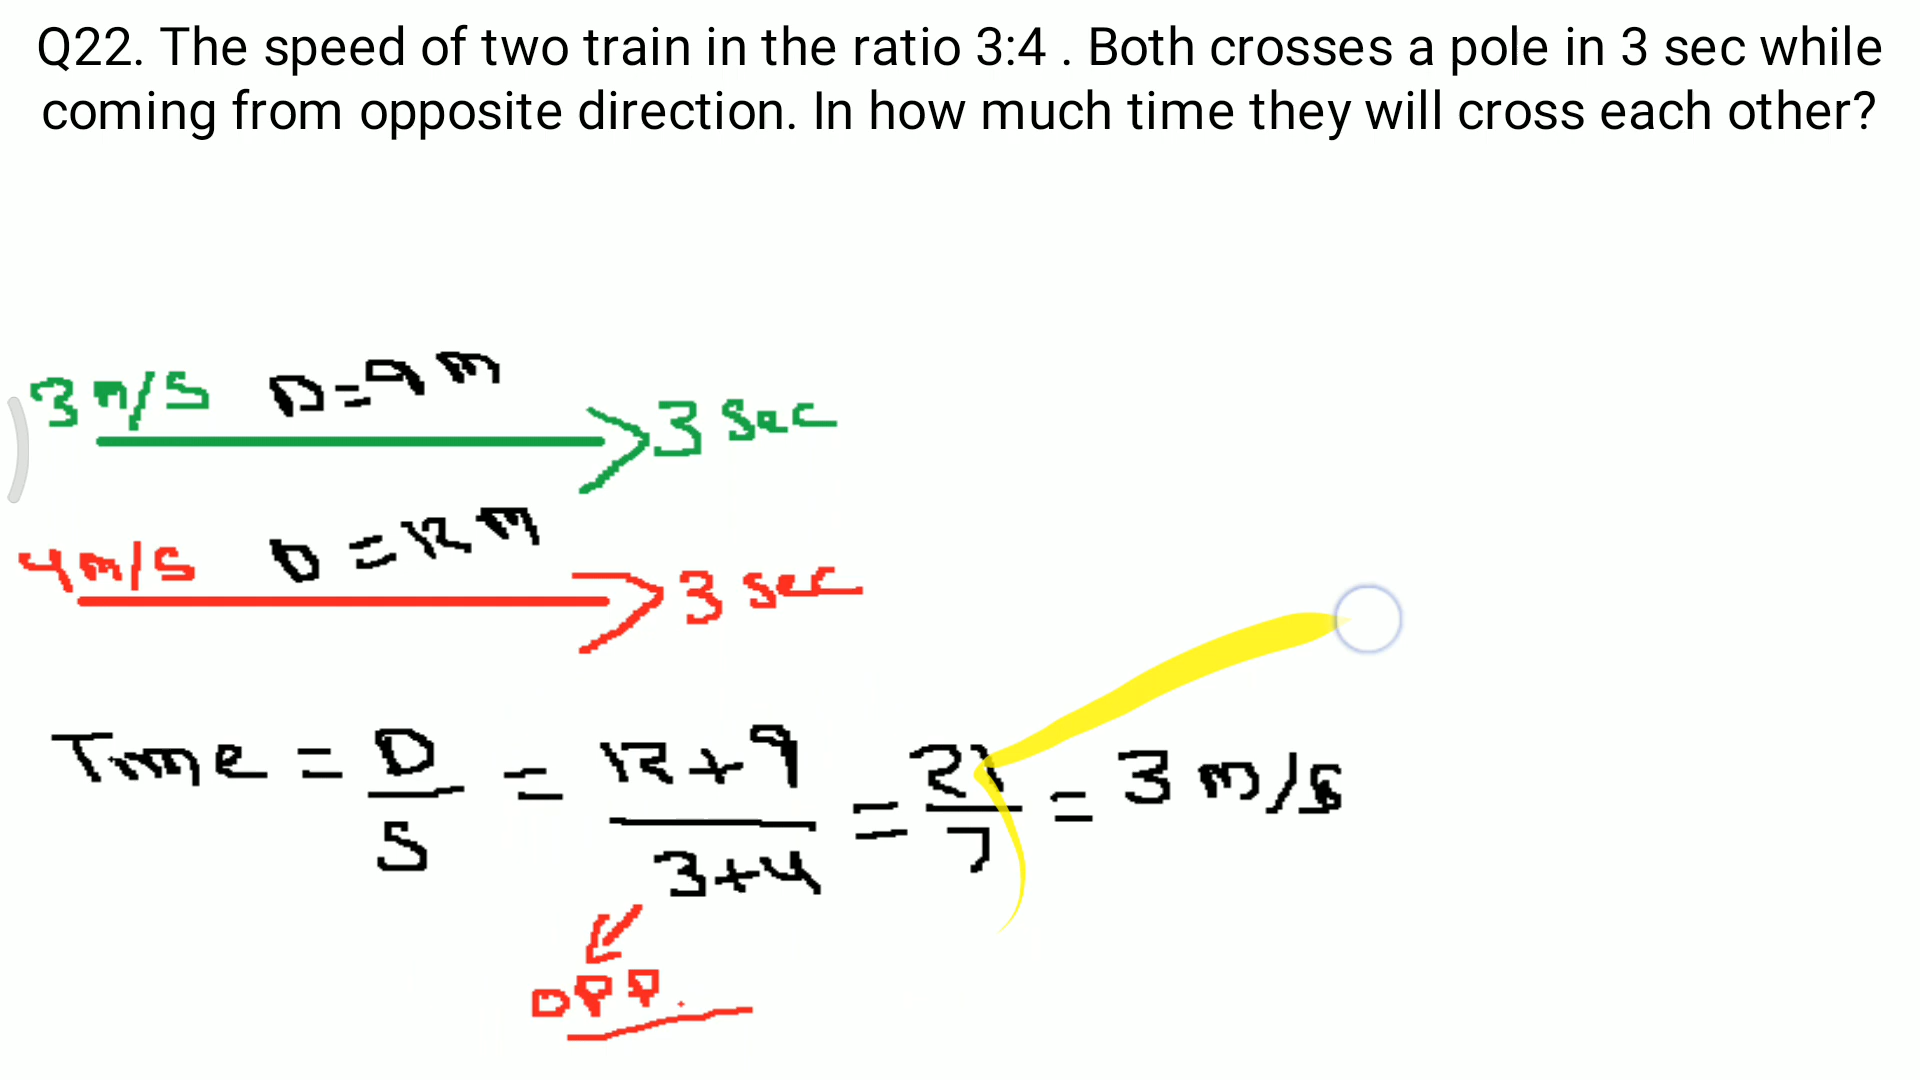 Q22. The speed of two train in the ratio 3:4 . Both crosses a pole in 3 sec while
coming from opposite direction. In how much time they will cross each other?
3 m/s D=9 m
3 sec
4m/s D=12 m
3 sec
Time = D/S = 12+9/3+4 = 21/7 = 3 m/s
opp.